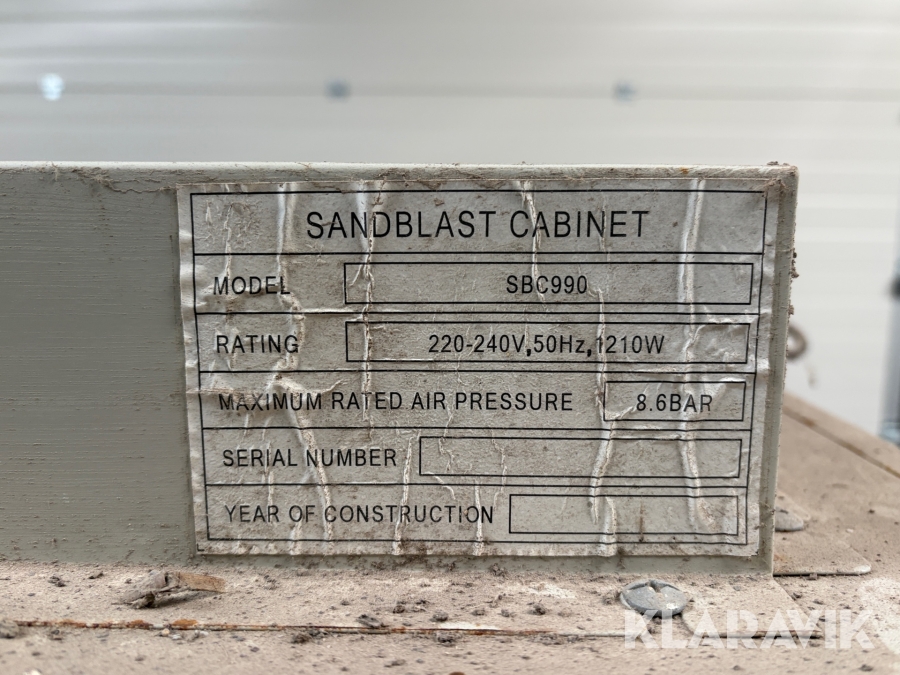 SANDBLAST CABINET
MODEL SBC990
RATING 220-240V,50Hz,1210W
MAXIMUM RATED AIR PRESSURE 8.6BAR
SERIAL NUMBER
YEAR OF CONSTRUCTION
KLARAVIK